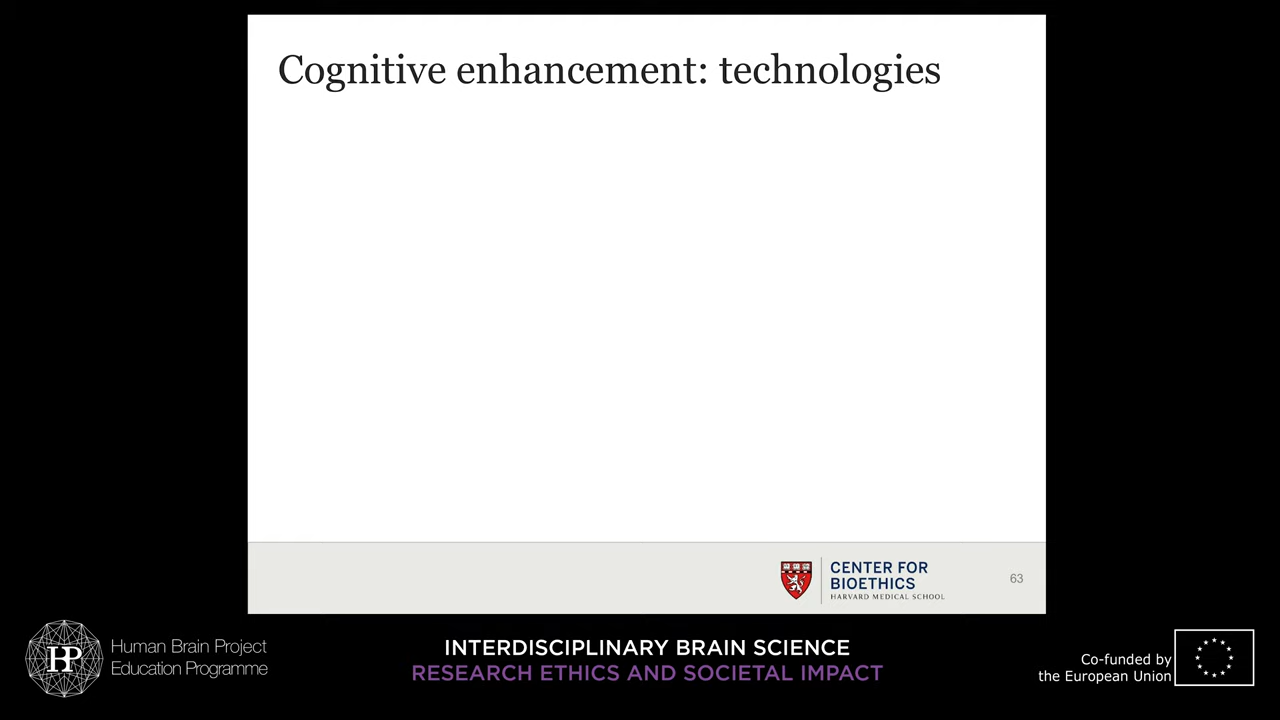 Cognitive enhancement: technologies
CENTER FOR
BIOETHICS
HARVARD MEDICAL SCHOOL
63
HP
Human Brain Project
Education Programme
INTERDISCIPLINARY BRAIN SCIENCE
RESEARCH ETHICS AND SOCIETAL IMPACT
Co-funded by
the European Union